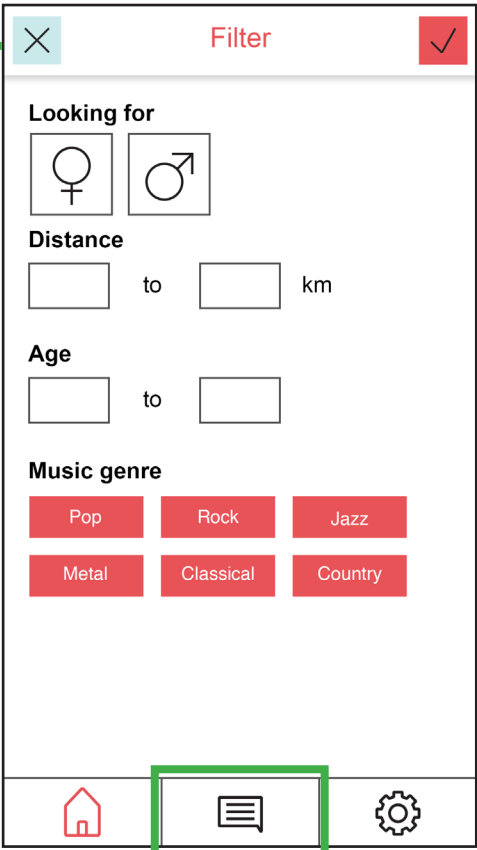 Filter
Looking for
Distance
to km
Age
to
Music genre
Pop Rock Jazz
Metal Classical Country